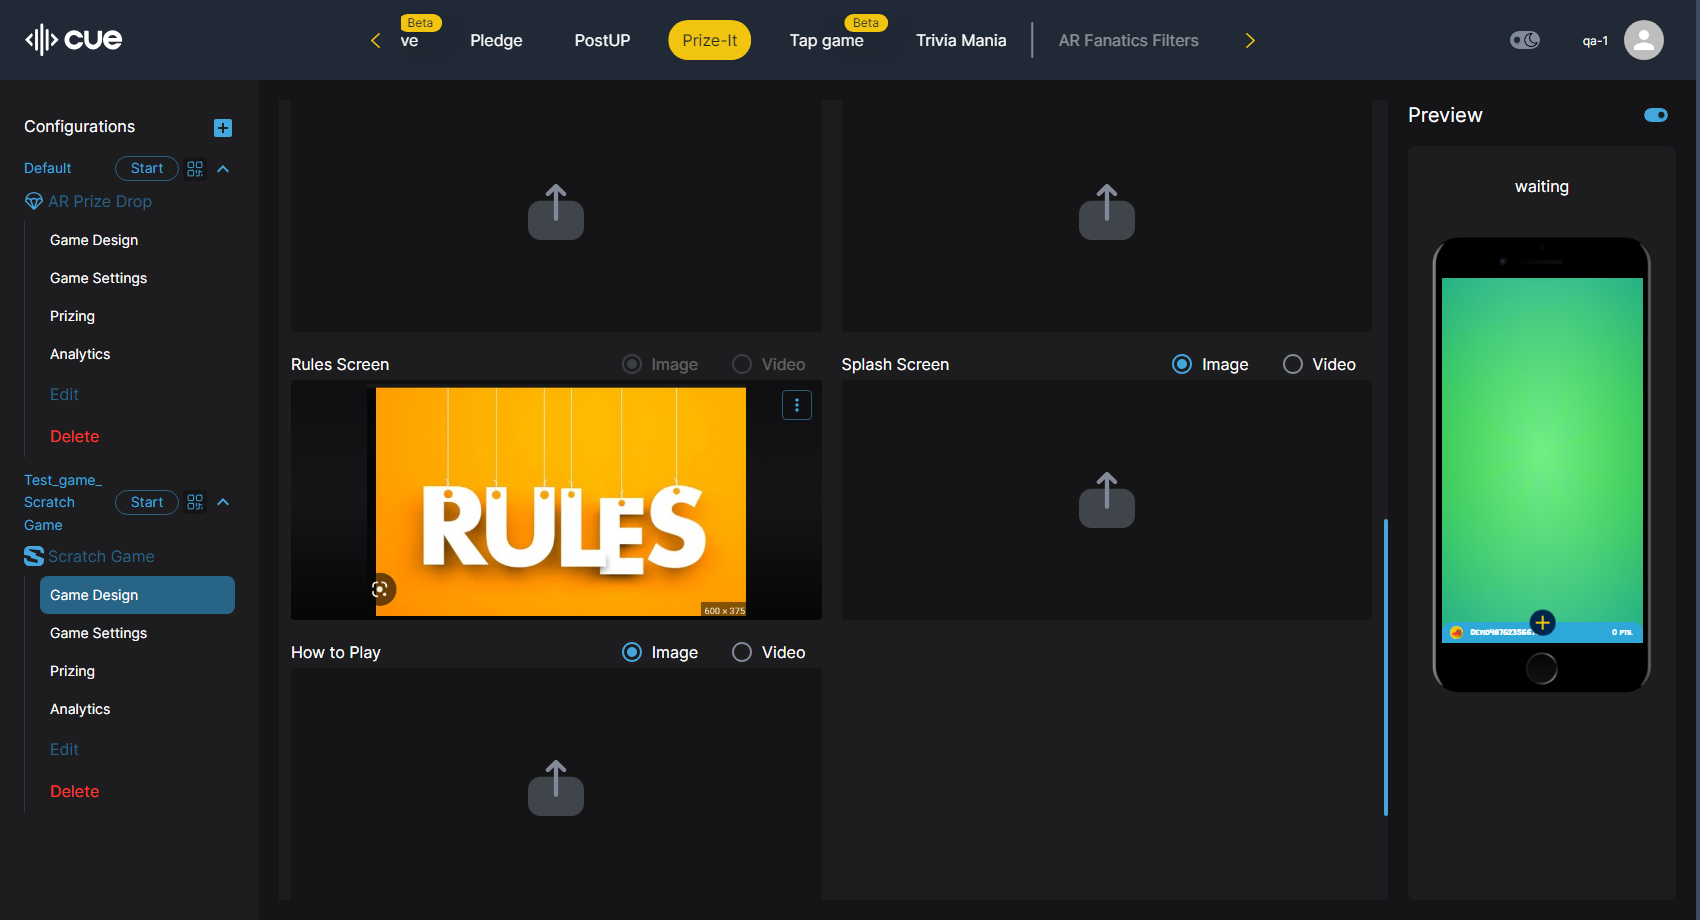 cue
Beta
ve
Pledge
PostUP
Prize-It
Beta
Tap game
Trivia Mania
AR Fanatics Filters
qa-1
Configurations
Default
Start
AR Prize Drop
Game Design
Game Settings
Prizing
Analytics
Edit
Delete
Test_game_
Scratch
Game
Start
Scratch Game
Game Design
Game Settings
Prizing
Analytics
Edit
Delete
Rules Screen
Image
Video
RULES
600 × 375
Splash Screen
Image
Video
How to Play
Image
Video
Preview
waiting
0 PTS.